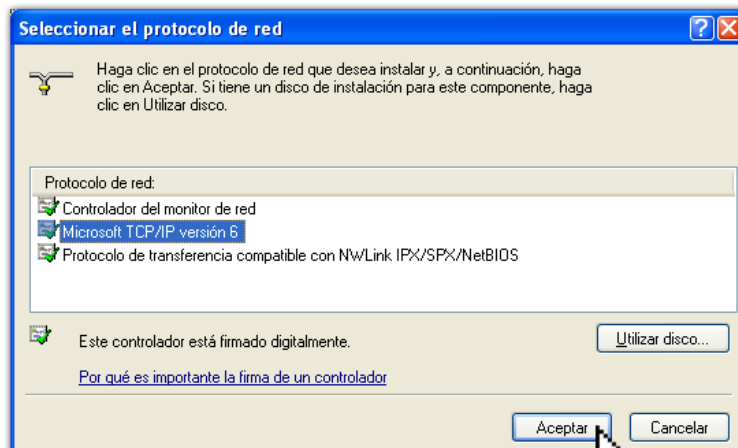 Seleccionar el protocolo de red
Haga clic en el protocolo de red que desea instalar y, a continuación, haga
clic en Aceptar. Si tiene un disco de instalación para este componente, haga
clic en Utilizar disco.
Protocolo de red:
Controlador del monitor de red
Microsoft TCP/IP versión 6
Protocolo de transferencia compatible con NWLink IPX/SPX/NetBIOS
Este controlador está firmado digitalmente.
Utilizar disco...
Por qué es importante la firma de un controlador
Aceptar
Cancelar